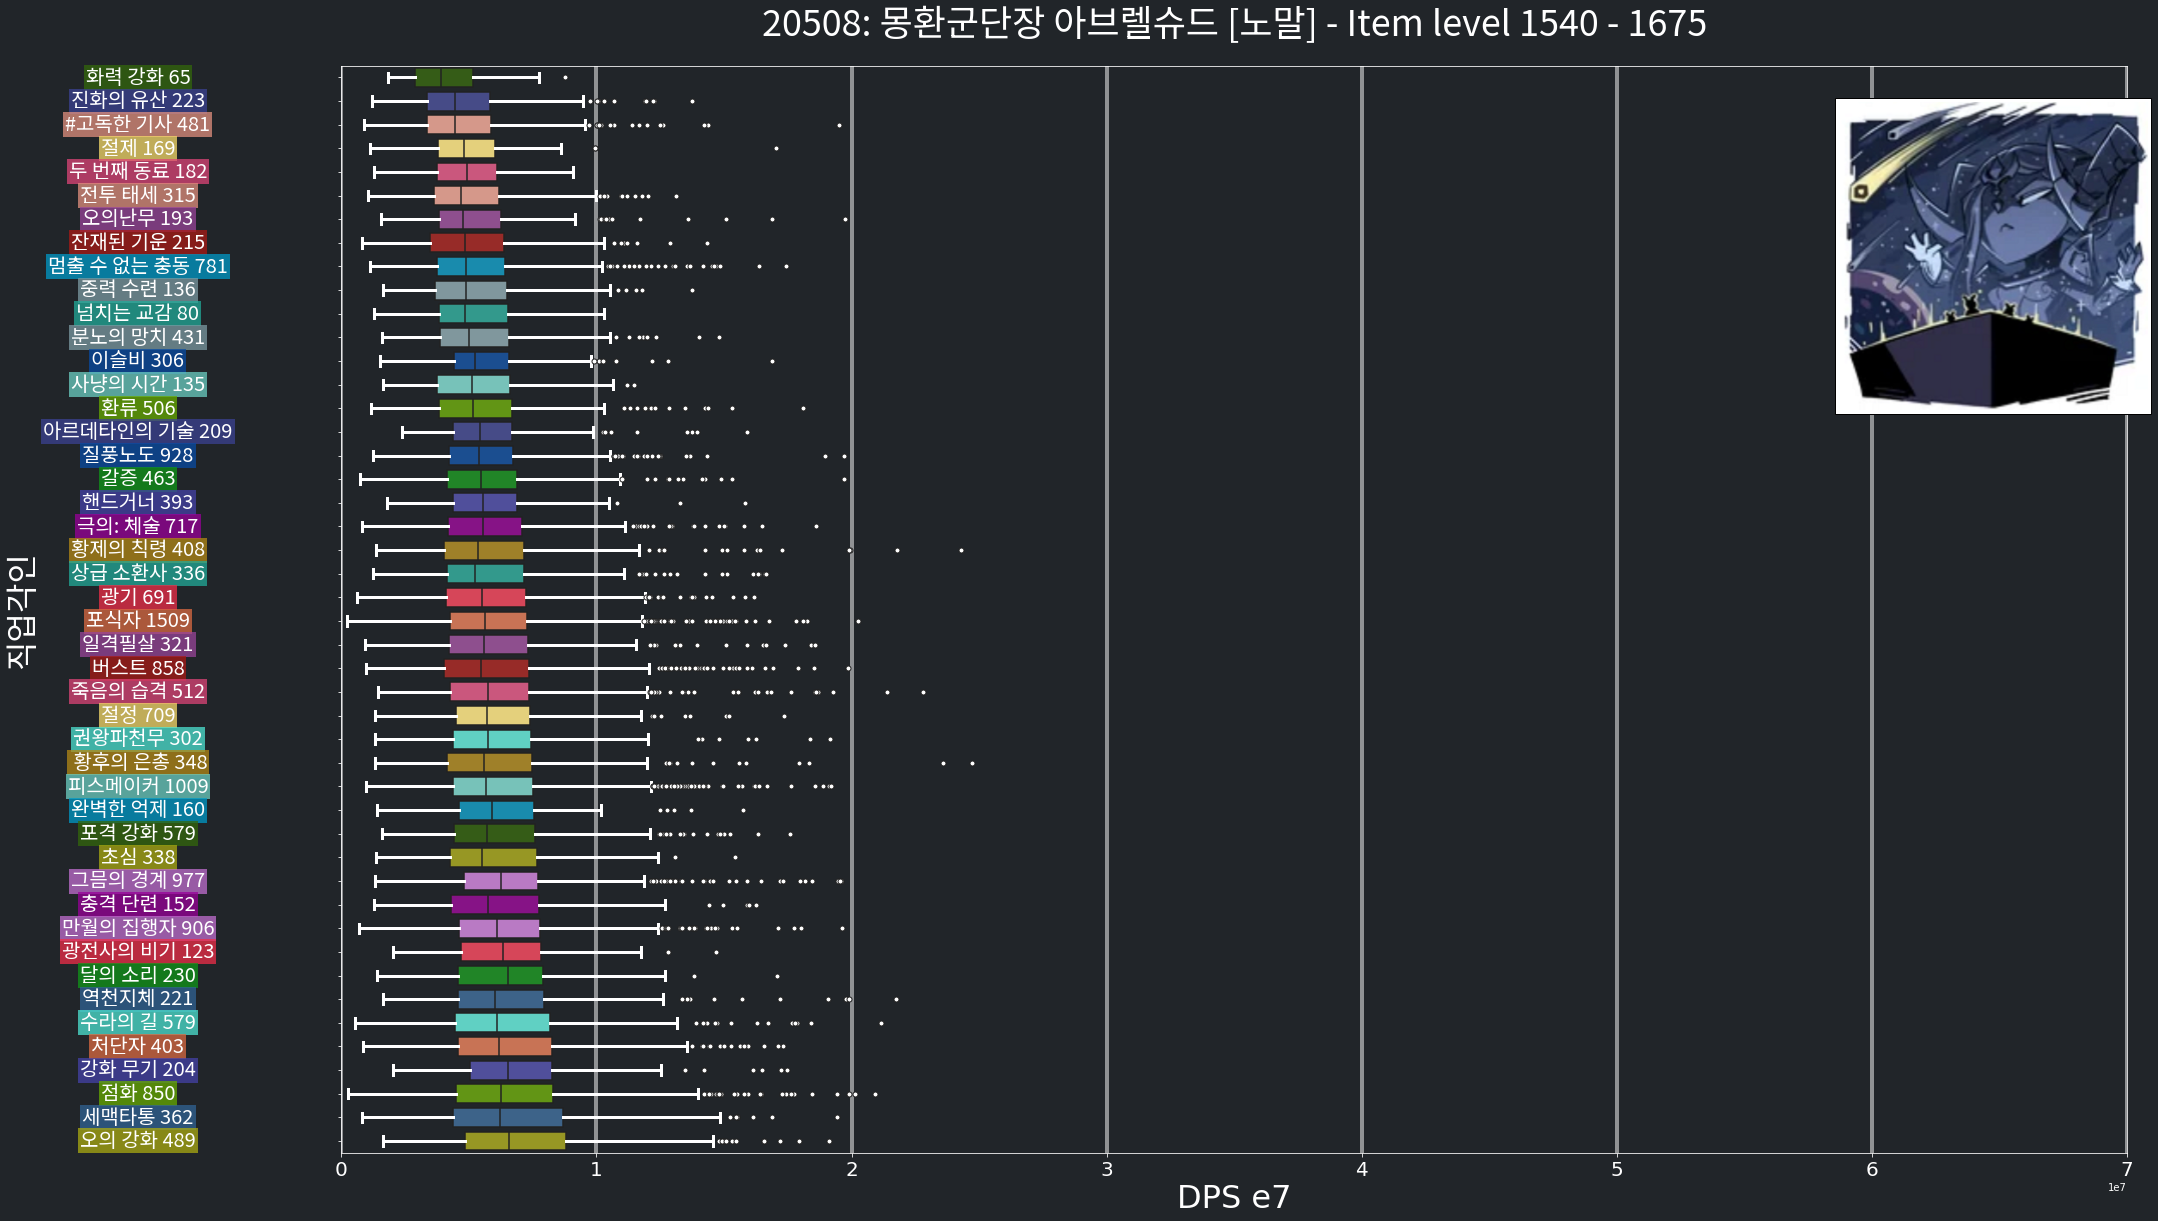 20508: 몽환군단장 아브렐슈드 [노말] - Item level 1540 - 1675
화력 강화 65
진화의 유산 223
#고독한 기사 481
절제 169
두 번째 동료 182
전투 태세 315
오의난무 193
잔재된 기운 215
멈출 수 없는 충동 781
중력 수련 136
넘치는 교감 80
분노의 망치 431
이슬비 306
사냥의 시간 135
환류 506
아르데타인의 기술 209
질풍노도 928
갈증 463
핸드거너 393
극의: 체술 717
황제의 칙령 408
상급 소환사 336
광기 691
포식자 1509
일격필살 321
버스트 858
죽음의 습격 512
절정 709
권왕파천무 302
황후의 은총 348
피스메이커 1009
완벽한 억제 160
포격 강화 579
초심 338
그믐의 경계 977
충격 단련 152
만월의 집행자 906
광전사의 비기 123
달의 소리 230
역천지체 221
수라의 길 579
처단자 403
강화 무기 204
점화 850
세맥타통 362
오의 강화 489
직업각인
0 1 2 3 4 5 6 7
1e7
DPS e7